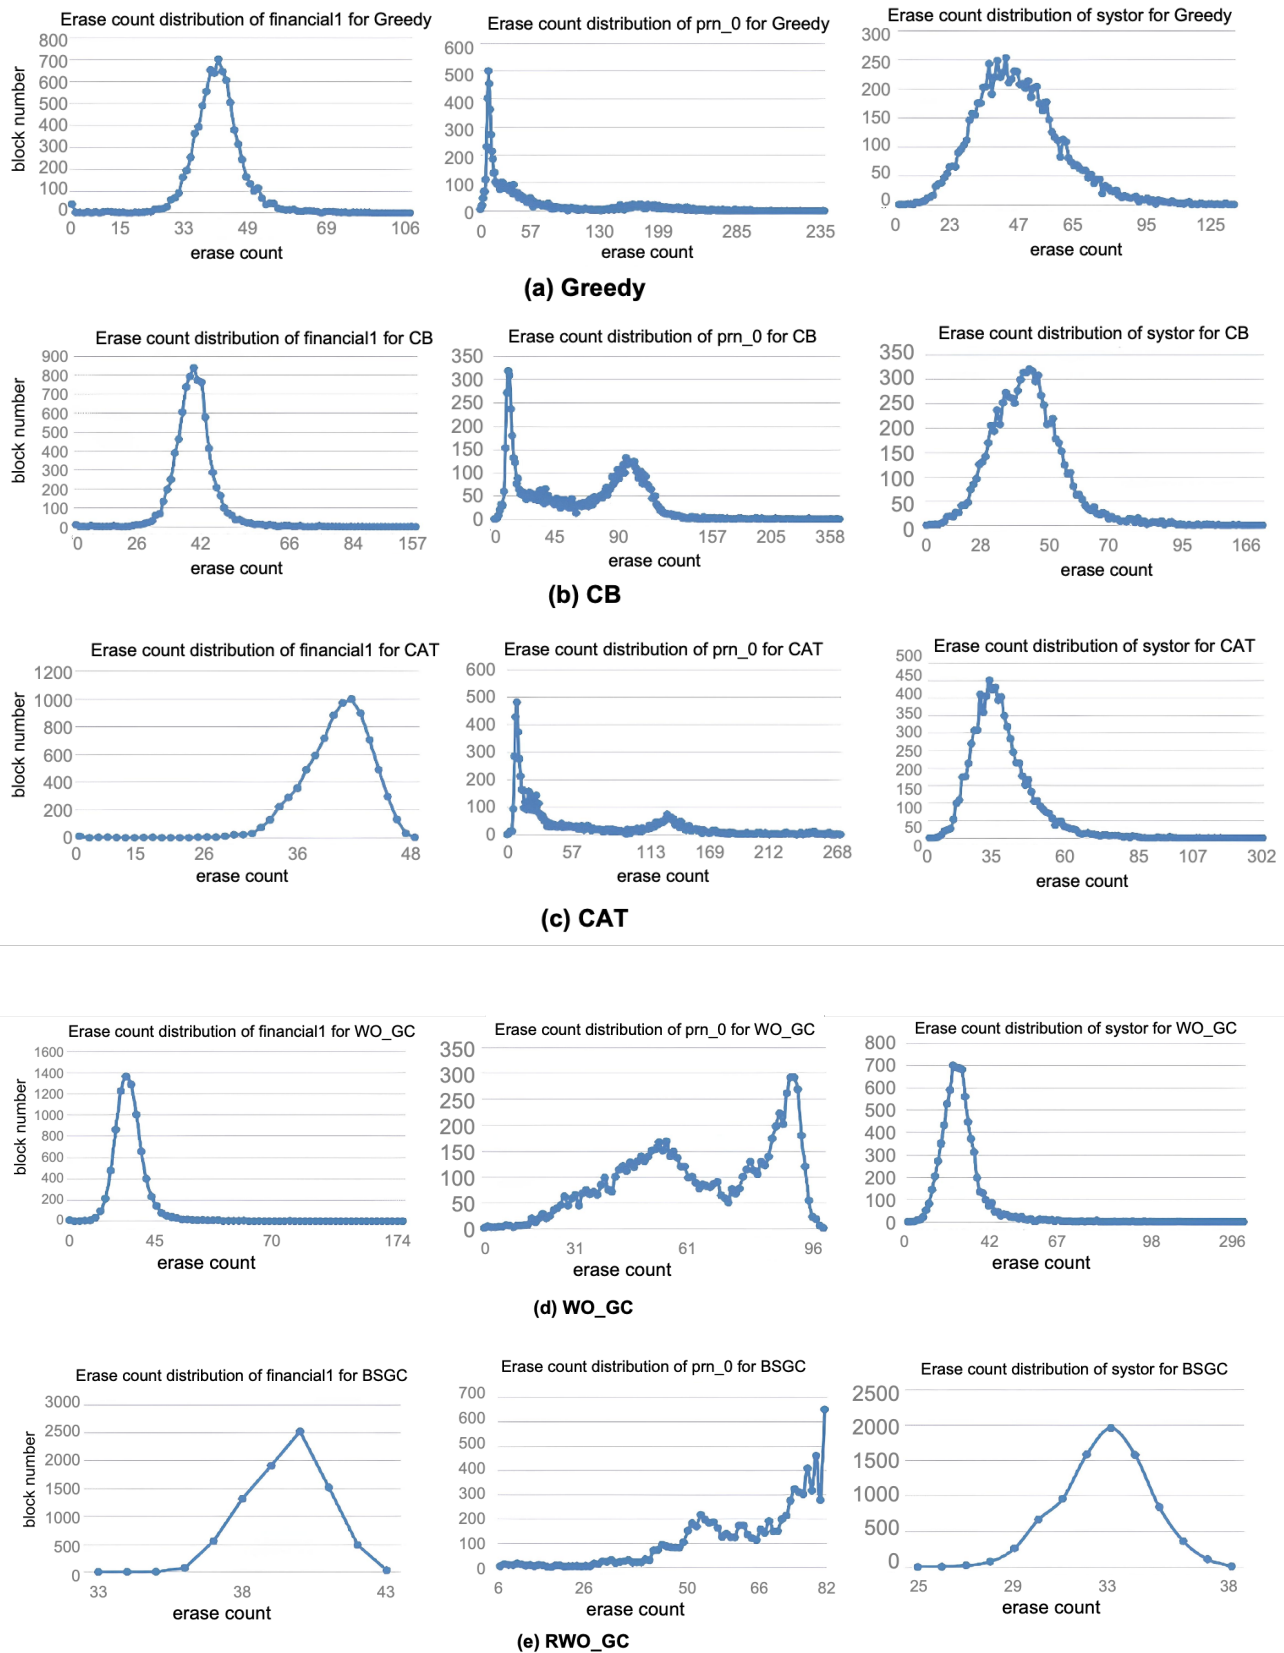 Erase count distribution of financial1 for Greedy
800
700
600
500
400
300
200
100
0
block number
0 15 33 49 69 106
erase count
Erase count distribution of prn_0 for Greedy
600
500
400
300
200
100
0
0 57 130 199 285 235
erase count
Erase count distribution of systor for Greedy
300
250
200
150
100
50
0
0 23 47 65 95 125
erase count
(a) Greedy
Erase count distribution of financial1 for CB
900
800
700
600
500
400
300
200
100
0
block number
0 26 42 66 84 157
erase count
Erase count distribution of prn_0 for CB
350
300
250
200
150
100
50
0
0 45 90 157 205 358
erase count
Erase count distribution of systor for CB
350
300
250
200
150
100
50
0
0 28 50 70 95 166
erase count
(b) CB
Erase count distribution of financial1 for CAT
1200
1000
800
600
400
200
0
block number
0 15 26 36 48
erase count
Erase count distribution of prn_0 for CAT
600
500
400
300
200
100
0
0 57 113 169 212 268
erase count
Erase count distribution of systor for CAT
500
450
400
350
300
250
200
150
100
50
0
0 35 60 85 107 302
erase count
(c) CAT
Erase count distribution of financial1 for WO_GC
1600
1400
1200
1000
800
600
400
200
0
block number
0 45 70 174
erase count
Erase count distribution of prn_0 for WO_GC
350
300
250
200
150
100
50
0
0 31 61 96
erase count
Erase count distribution of systor for WO_GC
800
700
600
500
400
300
200
100
0
0 42 67 98 296
erase count
(d) WO_GC
Erase count distribution of financial1 for BSGC
3000
2500
2000
1500
1000
500
0
block number
33 38 43
erase count
Erase count distribution of prn_0 for BSGC
700
600
500
400
300
200
100
0
6 26 50 66 82
erase count
Erase count distribution of systor for BSGC
2500
2000
1500
1000
500
0
25 29 33 38
erase count
(e) RWO_GC